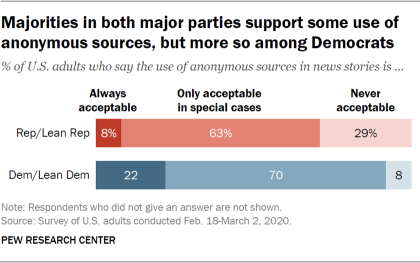 Majorities in both major parties support some use of
anonymous sources, but more so among Democrats
% of U.S. adults who say the use of anonymous sources in news stories is ...
Always
acceptable
Only acceptable
in special cases
Never
acceptable
Rep/Lean Rep 8% 63% 29%
Dem/Lean Dem 22 70 8
Note: Respondents who did not give an answer are not shown.
Source: Survey of U.S. adults conducted Feb. 18-March 2, 2020.
PEW RESEARCH CENTER